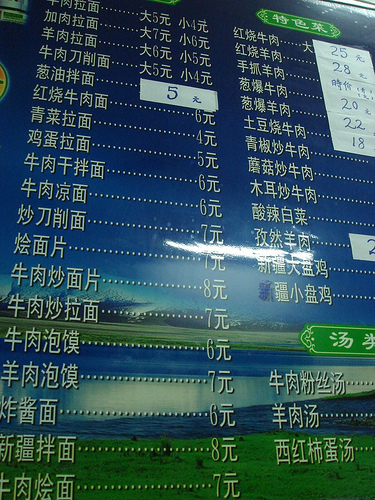 牛肉拉面 大5元 小4元
加肉拉面 大7元 小6元
羊肉拉面 大6元 小5元
牛肉刀削面 大5元 小4元
葱油拌面 5元
红烧牛肉面 6元
青菜拉面 4元
鸡蛋拉面 5元
牛肉干拌面 6元
牛肉凉面 6元
炒刀削面 7元
烩面片 7元
牛肉炒面片 8元
牛肉炒拉面 7元
牛肉泡馍 6元
羊肉泡馍 7元
炸酱面 6元
新疆拌面 8元
牛肉烩面 7元
特色菜
红烧牛肉 大 25元
红烧羊肉 28元
手抓羊肉 时价
葱爆牛肉 20元
葱爆羊肉 22
土豆烧牛肉 18
青椒炒牛肉
蘑菇炒牛肉
木耳炒牛肉
酸辣白菜
孜然羊肉 2
新疆大盘鸡
新疆小盘鸡
汤类
牛肉粉丝汤
羊肉汤
西红柿蛋汤